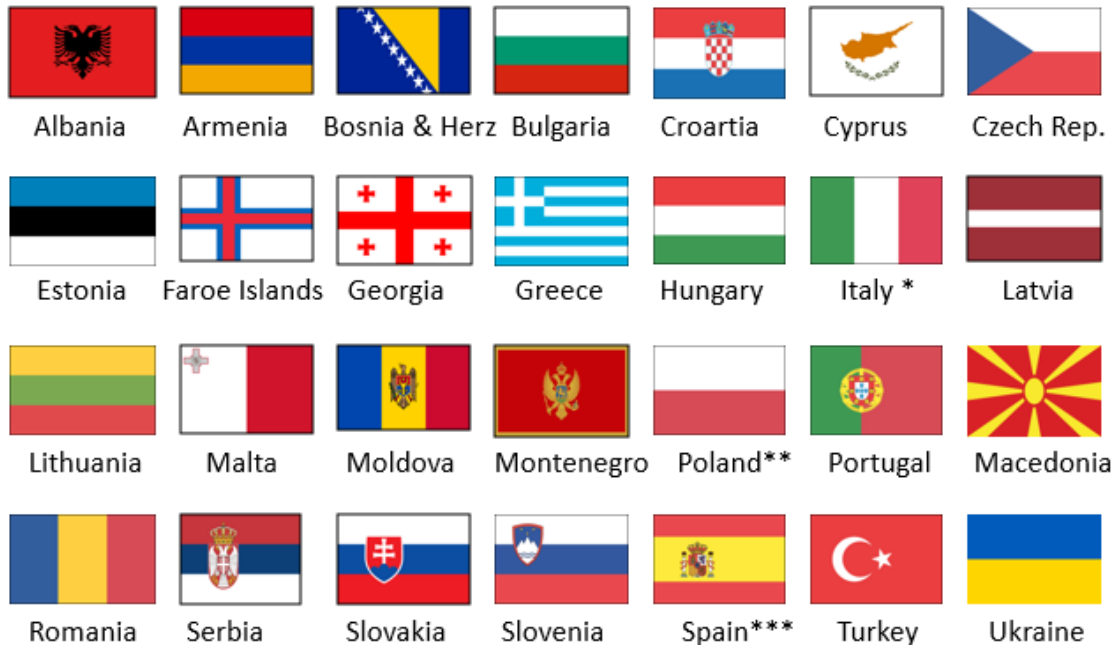 Albania Armenia Bosnia & Herz Bulgaria Croartia Cyprus Czech Rep.
Estonia Faroe Islands Georgia Greece Hungary Italy * Latvia
Lithuania Malta Moldova Montenegro Poland** Portugal Macedonia
Romania Serbia Slovakia Slovenia Spain*** Turkey Ukraine